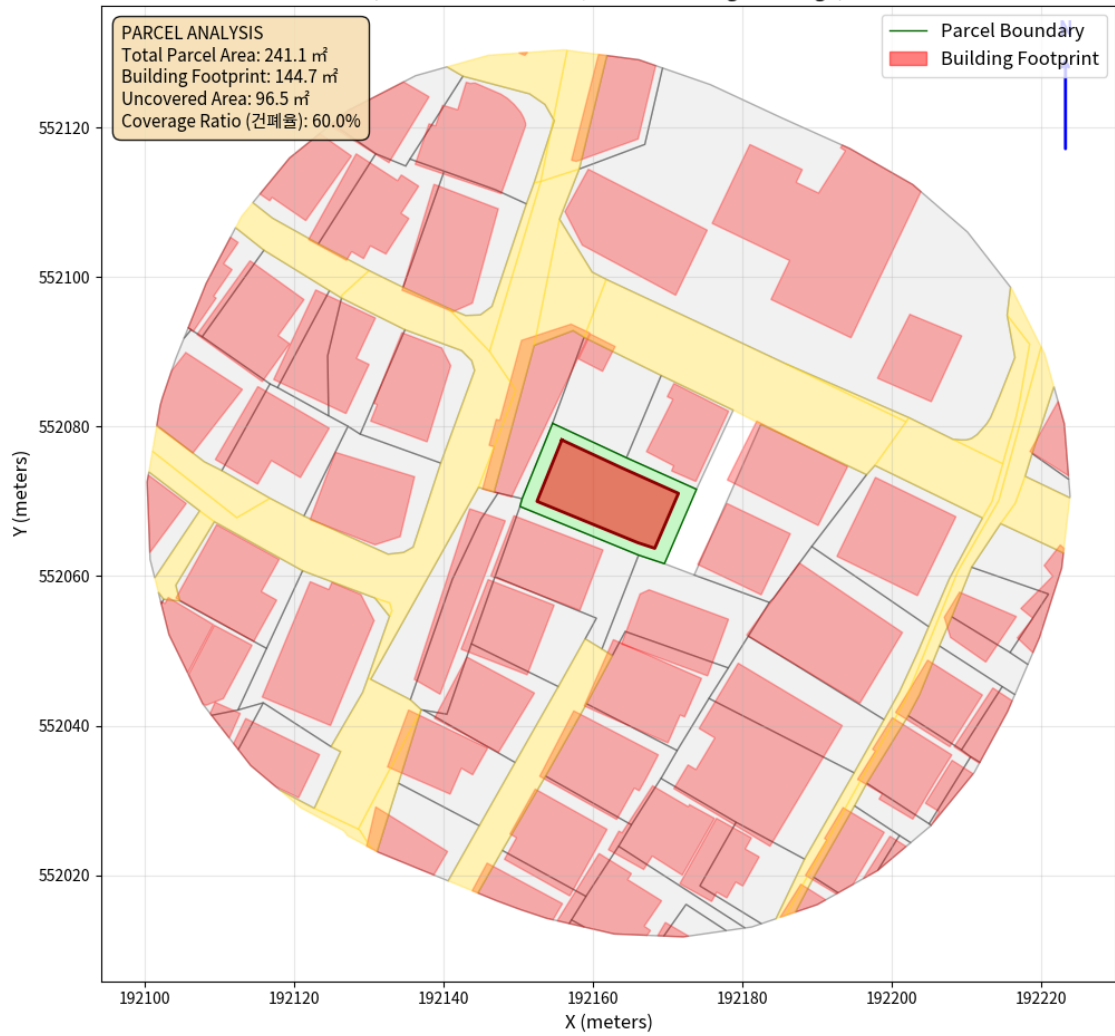 PARCEL ANALYSIS
Total Parcel Area: 241.1 ㎡
Building Footprint: 144.7 ㎡
Uncovered Area: 96.5 ㎡
Coverage Ratio (건폐율): 60.0%
Parcel Boundary
Building Footprint
N
552120
552100
552080
552060
552040
552020
Y (meters)
192100
192120
192140
192160
192180
192200
192220
X (meters)